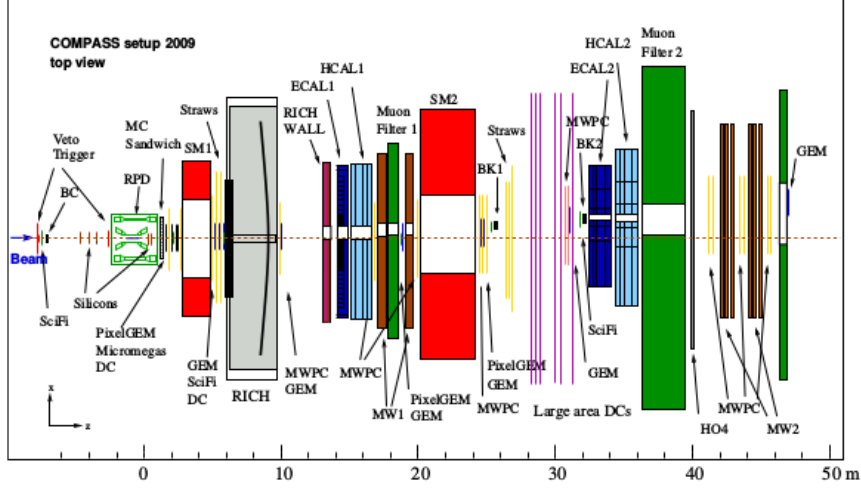 COMPASS setup 2009
top view
Veto
Trigger
BC
RPD
MC
Sandwich
SM1
Straws
RICH
WALL
ECAL1
HCAL1
Muon
Filter 1
SM2
Straws
BK1
MWPC
BK2
ECAL2
HCAL2
Muon
Filter 2
GEM
Beam
SciFi
Silicons
PixelGEM
Micromegas
DC
GEM
SciFi
DC
RICH
MWPC
GEM
MWPC
MW1
PixelGEM
GEM
MWPC
PixelGEM
GEM
Large area DCs
GEM
SciFi
HO4
MWPC
MW2
x
z
0 10 20 30 40 50 m